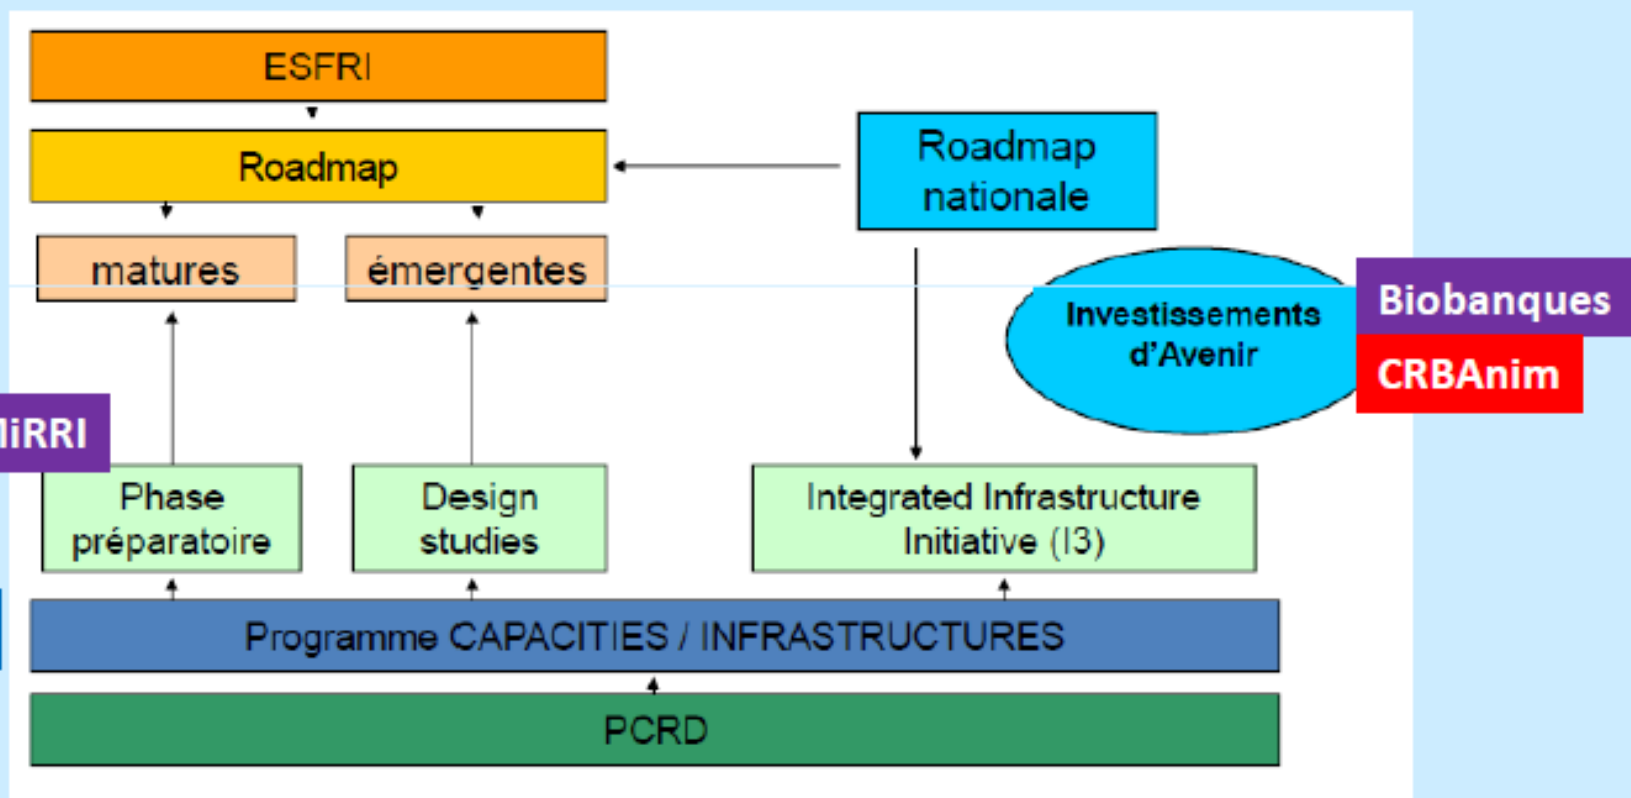 ESFRI
Roadmap
Roadmap
nationale
matures
émergentes
Investissements
d'Avenir
Biobanques
CRBAnim
MiRRI
Phase
préparatoire
Design
studies
Integrated Infrastructure
Initiative (I3)
Programme CAPACITIES / INFRASTRUCTURES
PCRD